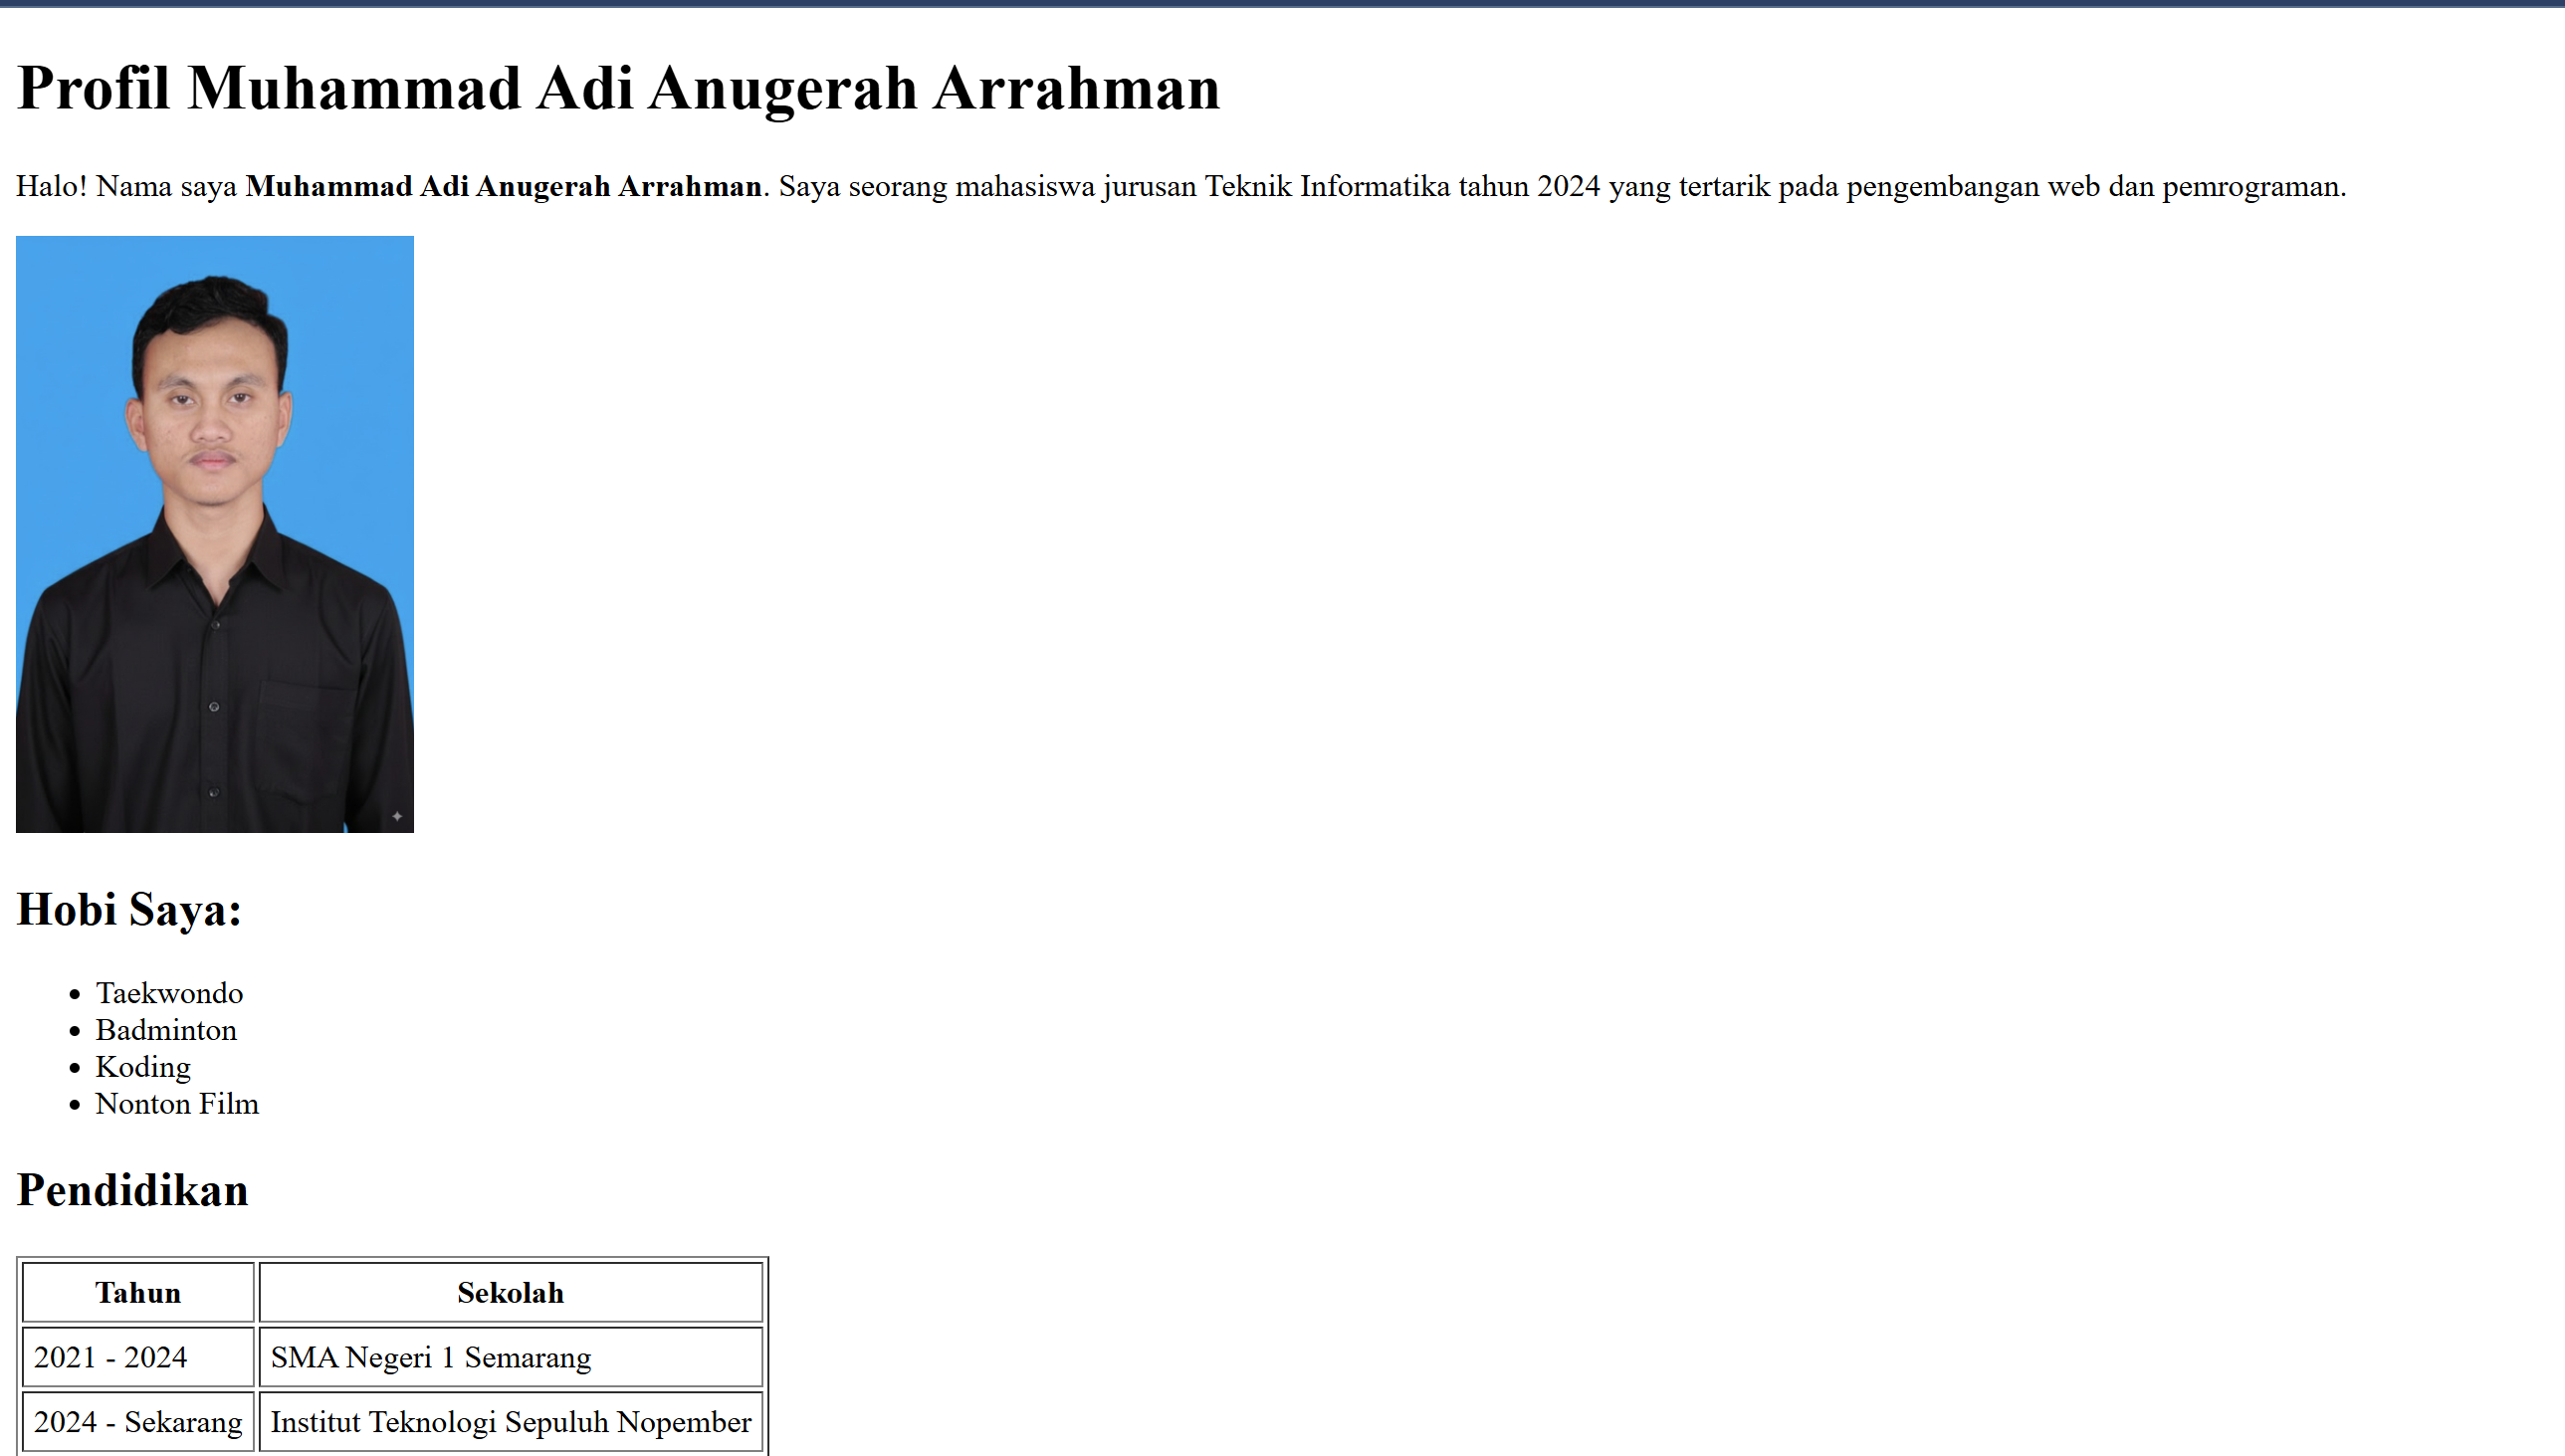 Profil Muhammad Adi Anugerah Arrahman
Halo! Nama saya Muhammad Adi Anugerah Arrahman. Saya seorang mahasiswa jurusan Teknik Informatika tahun 2024 yang tertarik pada pengembangan web dan pemrograman.
Hobi Saya:
Taekwondo
Badminton
Koding
Nonton Film
Pendidikan
Tahun Sekolah
2021 - 2024 SMA Negeri 1 Semarang
2024 - Sekarang Institut Teknologi Sepuluh Nopember